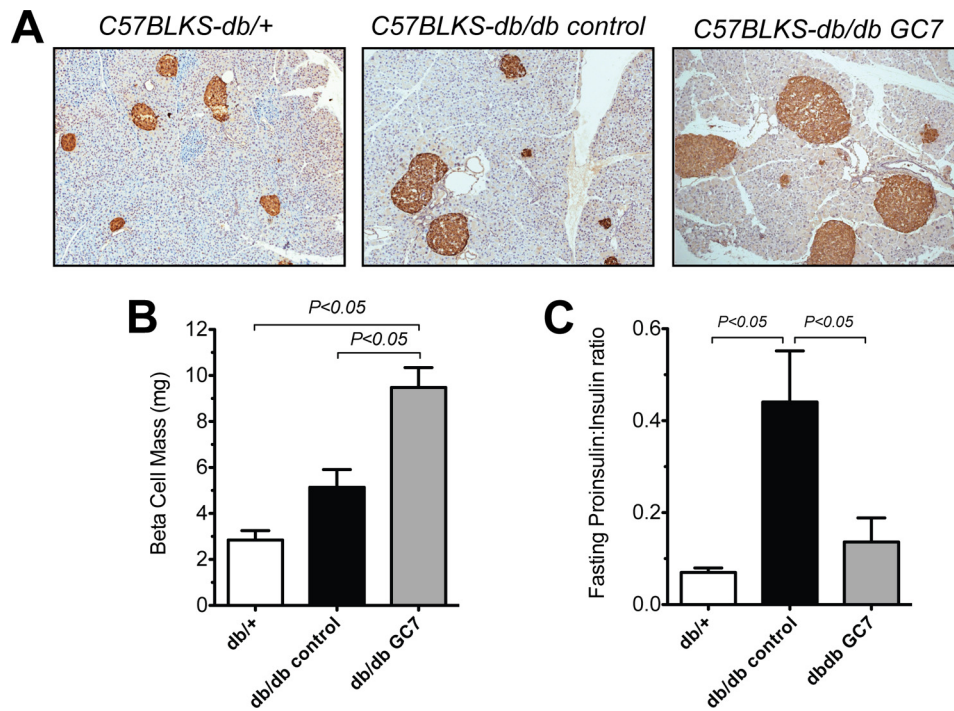 A
C57BLKS-db/+
C57BLKS-db/db control
C57BLKS-db/db GC7
B
P<0.05
P<0.05
Beta Cell Mass (mg)
12
10
8
6
4
2
0
db/+
db/db control
db/db GC7
C
P<0.05
P<0.05
Fasting Proinsulin:Insulin ratio
0.6
0.4
0.2
0.0
db/+
db/db control
dbdb GC7